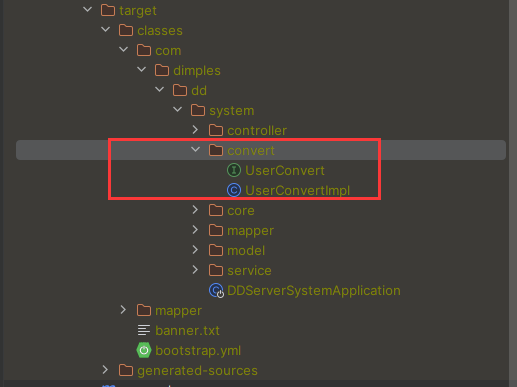 target
classes
com
dimples
dd
system
controller
convert
UserConvert
UserConvertImpl
core
mapper
model
service
DDServerSystemApplication
mapper
banner.txt
bootstrap.yml
generated-sources